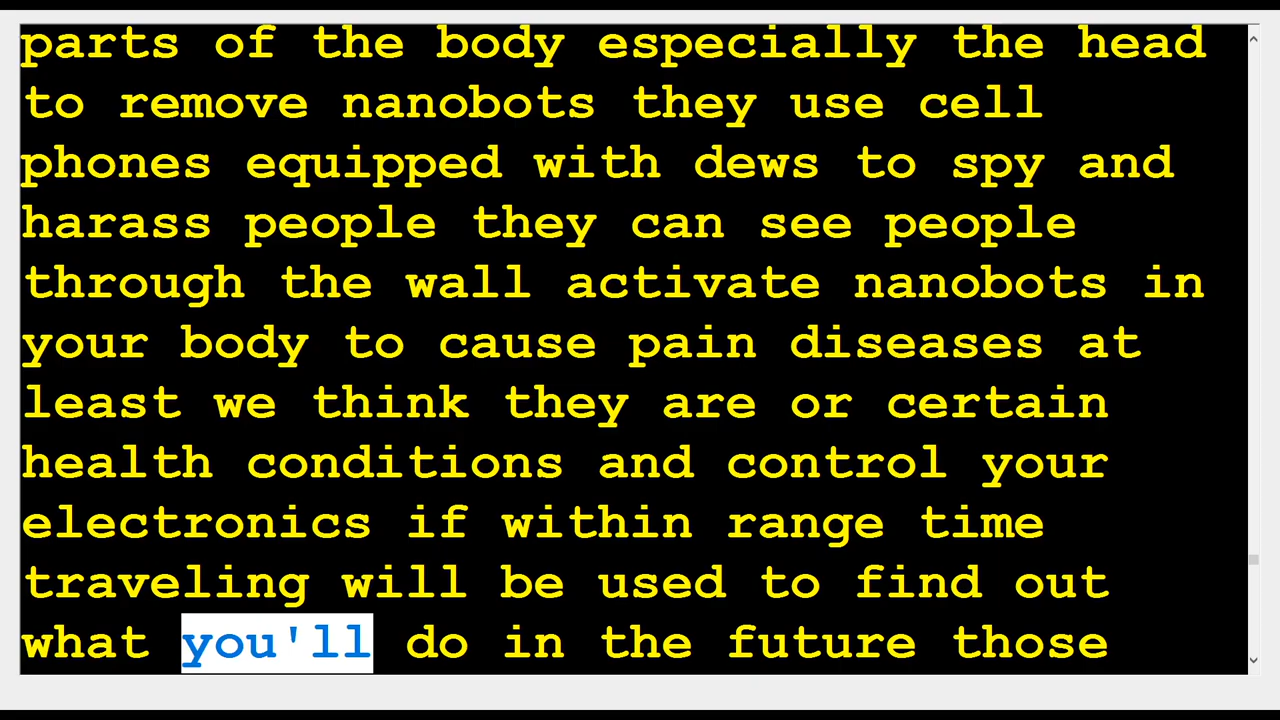 parts of the body especially the head
to remove nanobots they use cell
phones equipped with dews to spy and
harass people they can see people
through the wall activate nanobots in
your body to cause pain diseases at
least we think they are or certain
health conditions and control your
electronics if within range time
traveling will be used to find out
what you'll do in the future those